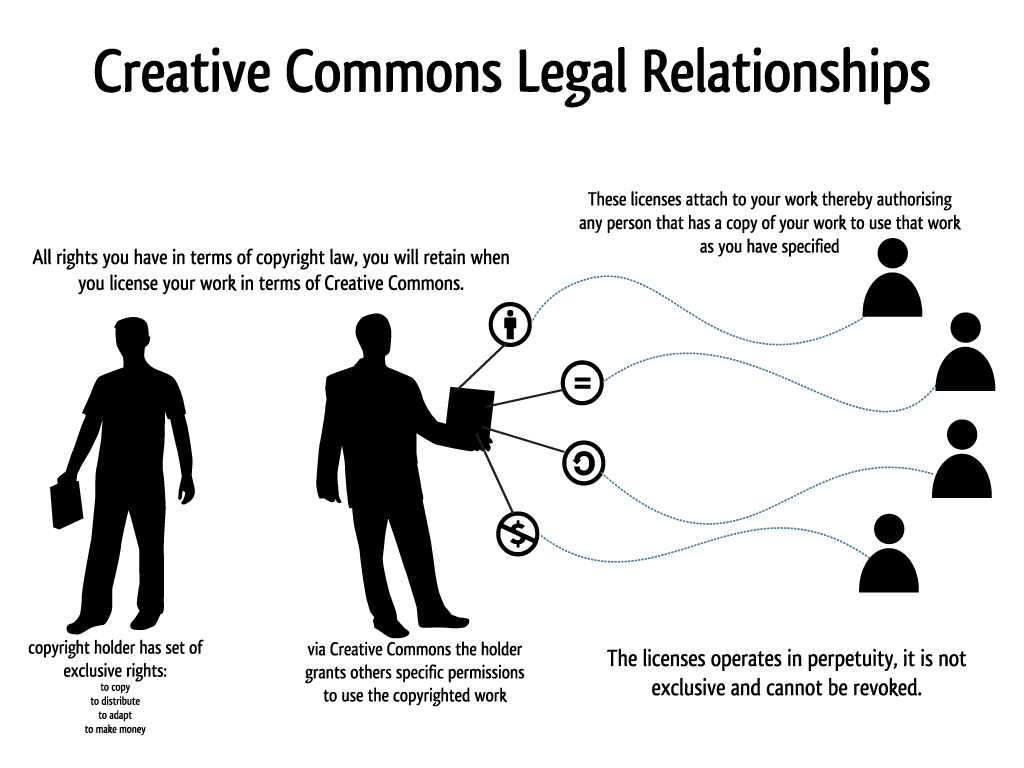 Creative Commons Legal Relationships
These licenses attach to your work thereby authorising
any person that has a copy of your work to use that work
as you have specified
All rights you have in terms of copyright law, you will retain when
you license your work in terms of Creative Commons.
=
$
copyright holder has set of
exclusive rights:
to copy
to distribute
to adapt
to make money
via Creative Commons the holder
grants others specific permissions
to use the copyrighted work
The licenses operates in perpetuity, it is not
exclusive and cannot be revoked.